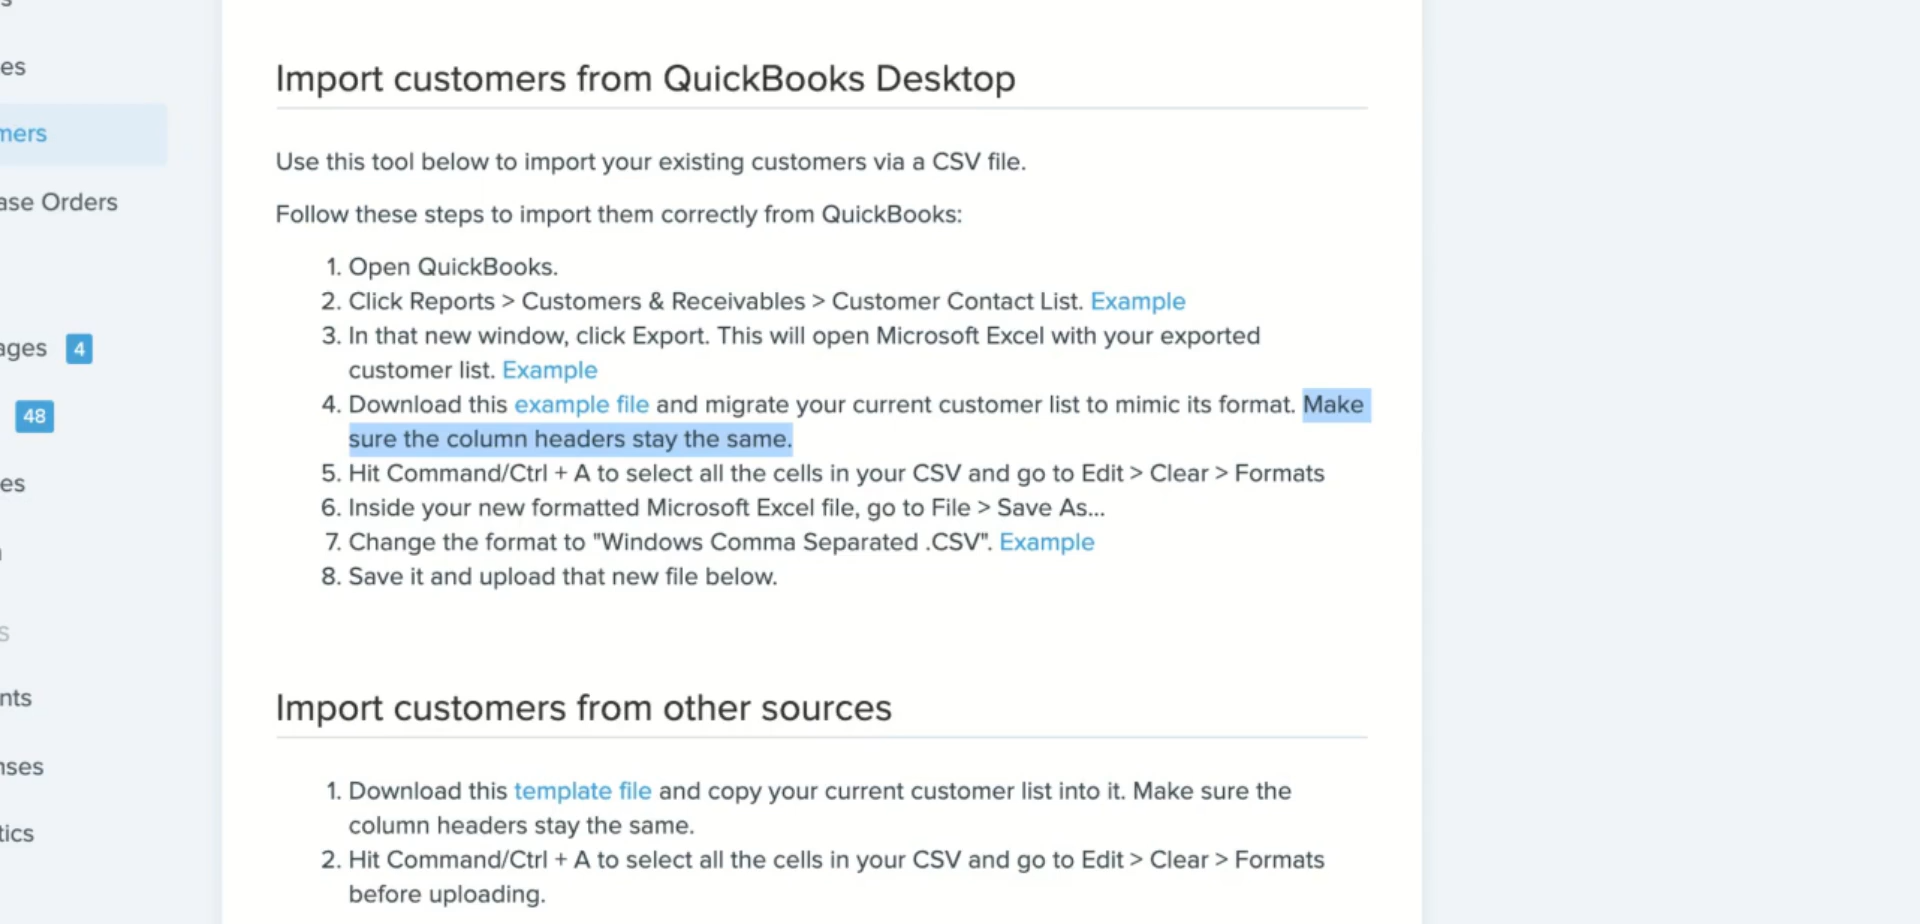 Import customers from QuickBooks Desktop
Use this tool below to import your existing customers via a CSV file.
Follow these steps to import them correctly from QuickBooks:
1. Open QuickBooks.
2. Click Reports > Customers & Receivables > Customer Contact List. Example
3. In that new window, click Export. This will open Microsoft Excel with your exported
customer list. Example
4. Download this example file and migrate your current customer list to mimic its format. Make
sure the column headers stay the same.
5. Hit Command/Ctrl + A to select all the cells in your CSV and go to Edit > Clear > Formats
6. Inside your new formatted Microsoft Excel file, go to File > Save As...
7. Change the format to "Windows Comma Separated .CSV". Example
8. Save it and upload that new file below.
Import customers from other sources
1. Download this template file and copy your current customer list into it. Make sure the
column headers stay the same.
2. Hit Command/Ctrl + A to select all the cells in your CSV and go to Edit > Clear > Formats
before uploading.
es
mers
ase Orders
ages 4
48
es
s
nts
nses
tics